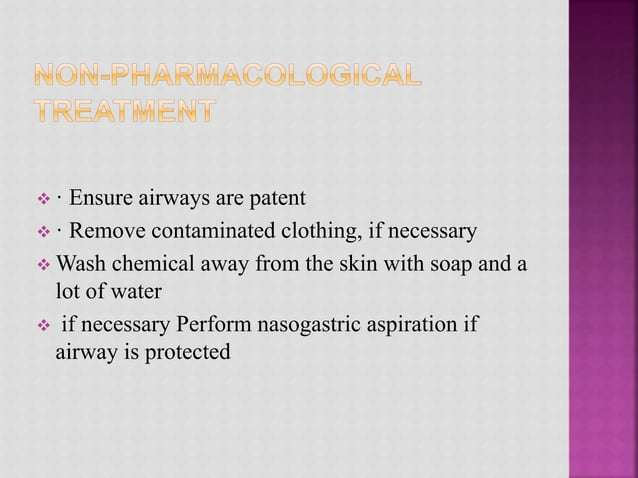 NON-PHARMACOLOGICAL
TREATMENT
❖ · Ensure airways are patent
❖ · Remove contaminated clothing, if necessary
❖ Wash chemical away from the skin with soap and a
lot of water
❖ if necessary Perform nasogastric aspiration if
airway is protected